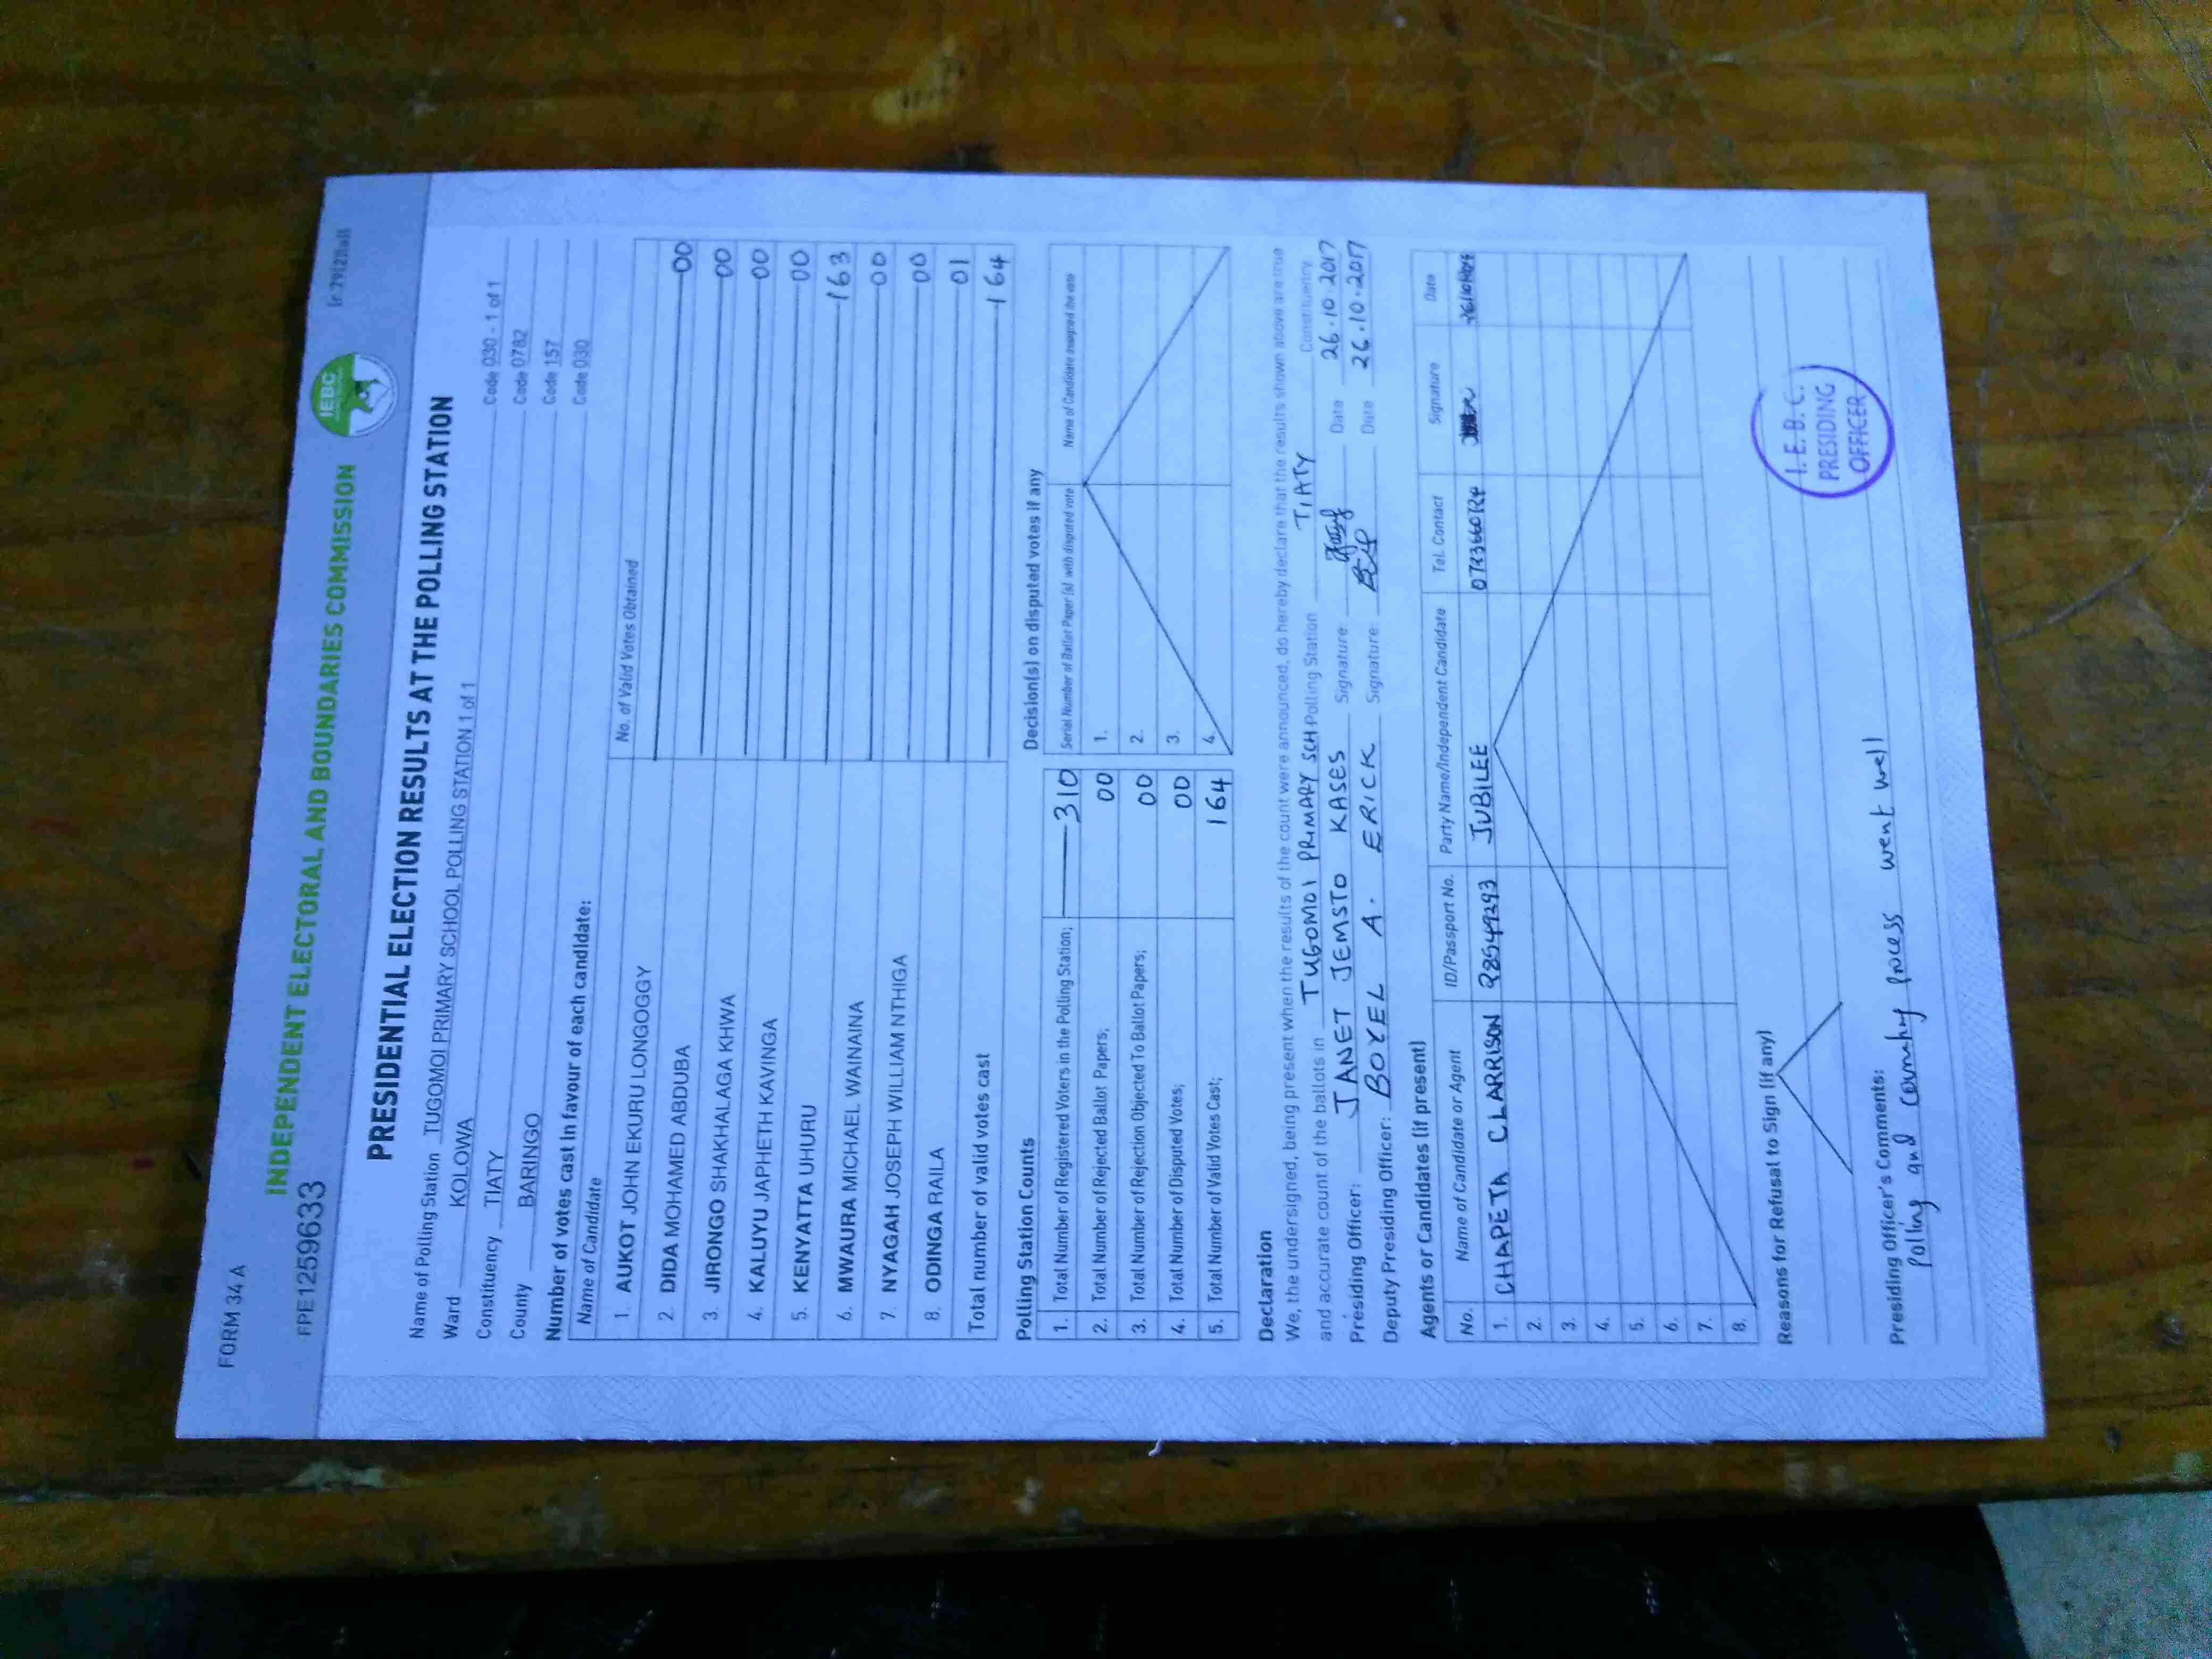 FORM 34 A
(r.79(2)(a))
FPE1259633
INDEPENDENT ELECTORAL AND BOUNDARIES COMMISSION
IEBC
PRESIDENTIAL ELECTION RESULTS AT THE POLLING STATION
Name of Polling Station TUGOMOI PRIMARY SCHOOL POLLING STATION 1 of 1 Code 030 - 1 of 1
Ward KOLOWA Code 0782
Constituency TIATY Code 157
County BARINGO Code 030
Number of votes cast in favour of each candidate:
Name of Candidate No. of Valid Votes Obtained
1. AUKOT JOHN EKURU LONGOGGY 00
2. DIDA MOHAMED ABDUBA 00
3. JIRONGO SHAKHALAGA KHWA 00
4. KALUYU JAPHETH KAVINGA 00
5. KENYATTA UHURU 163
6. MWAURA MICHAEL WAINAINA 00
7. NYAGAH JOSEPH WILLIAM NTHIGA 00
8. ODINGA RAILA 01
Total number of valid votes cast 164
Polling Station Counts
1. Total Number of Registered Voters in the Polling Station; 310
2. Total Number of Rejected Ballot Papers; 00
3. Total Number of Rejection Objected To Ballot Papers; 00
4. Total Number of Disputed Votes; 00
5. Total Number of Valid Votes Cast; 164
Decision(s) on disputed votes if any
Serial Number of Ballot Paper (s) with disputed vote Name of Candidate assigned the vote
1.
2.
3.
4.
Declaration
We, the undersigned, being present when the results of the count were announced, do hereby declare that the results shown above are true
and accurate count of the ballots in TUGOMOI PRIMARY SCH Polling Station TIATY Constituency
Presiding Officer: JANET JEMSTO KASES Signature: Date 26.10.2017
Deputy Presiding Officer: BOYEL A. ERICK Signature: Date 26.10.2017
Agents or Candidates (if present)
No. Name of Candidate or Agent ID/Passport No. Party Name/Independent Candidate Tel. Contact Signature Date
1. CHAPETA CLARRISON JUBILEE
2.
3.
4.
5.
6.
7.
8.
Reasons for Refusal to Sign (if any)
Presiding Officer's Comments:
Polling and counting process went well
I.E.B.C.
PRESIDING
OFFICER